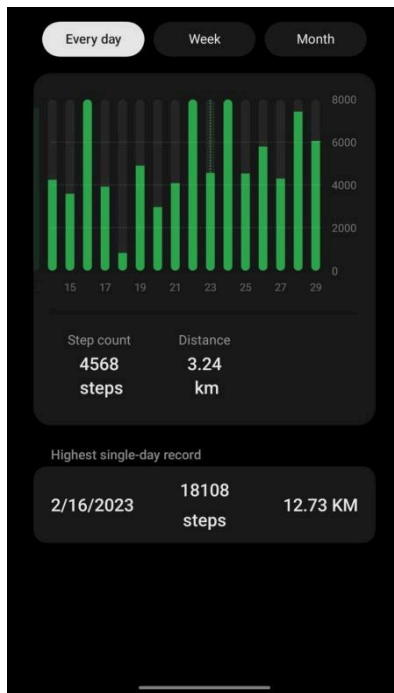 Every day Week Month
8000
6000
4000
2000
0
15 17 19 21 23 25 27 29
Step count Distance
4568 3.24
steps km
Highest single-day record
2/16/2023 18108 steps 12.73 KM